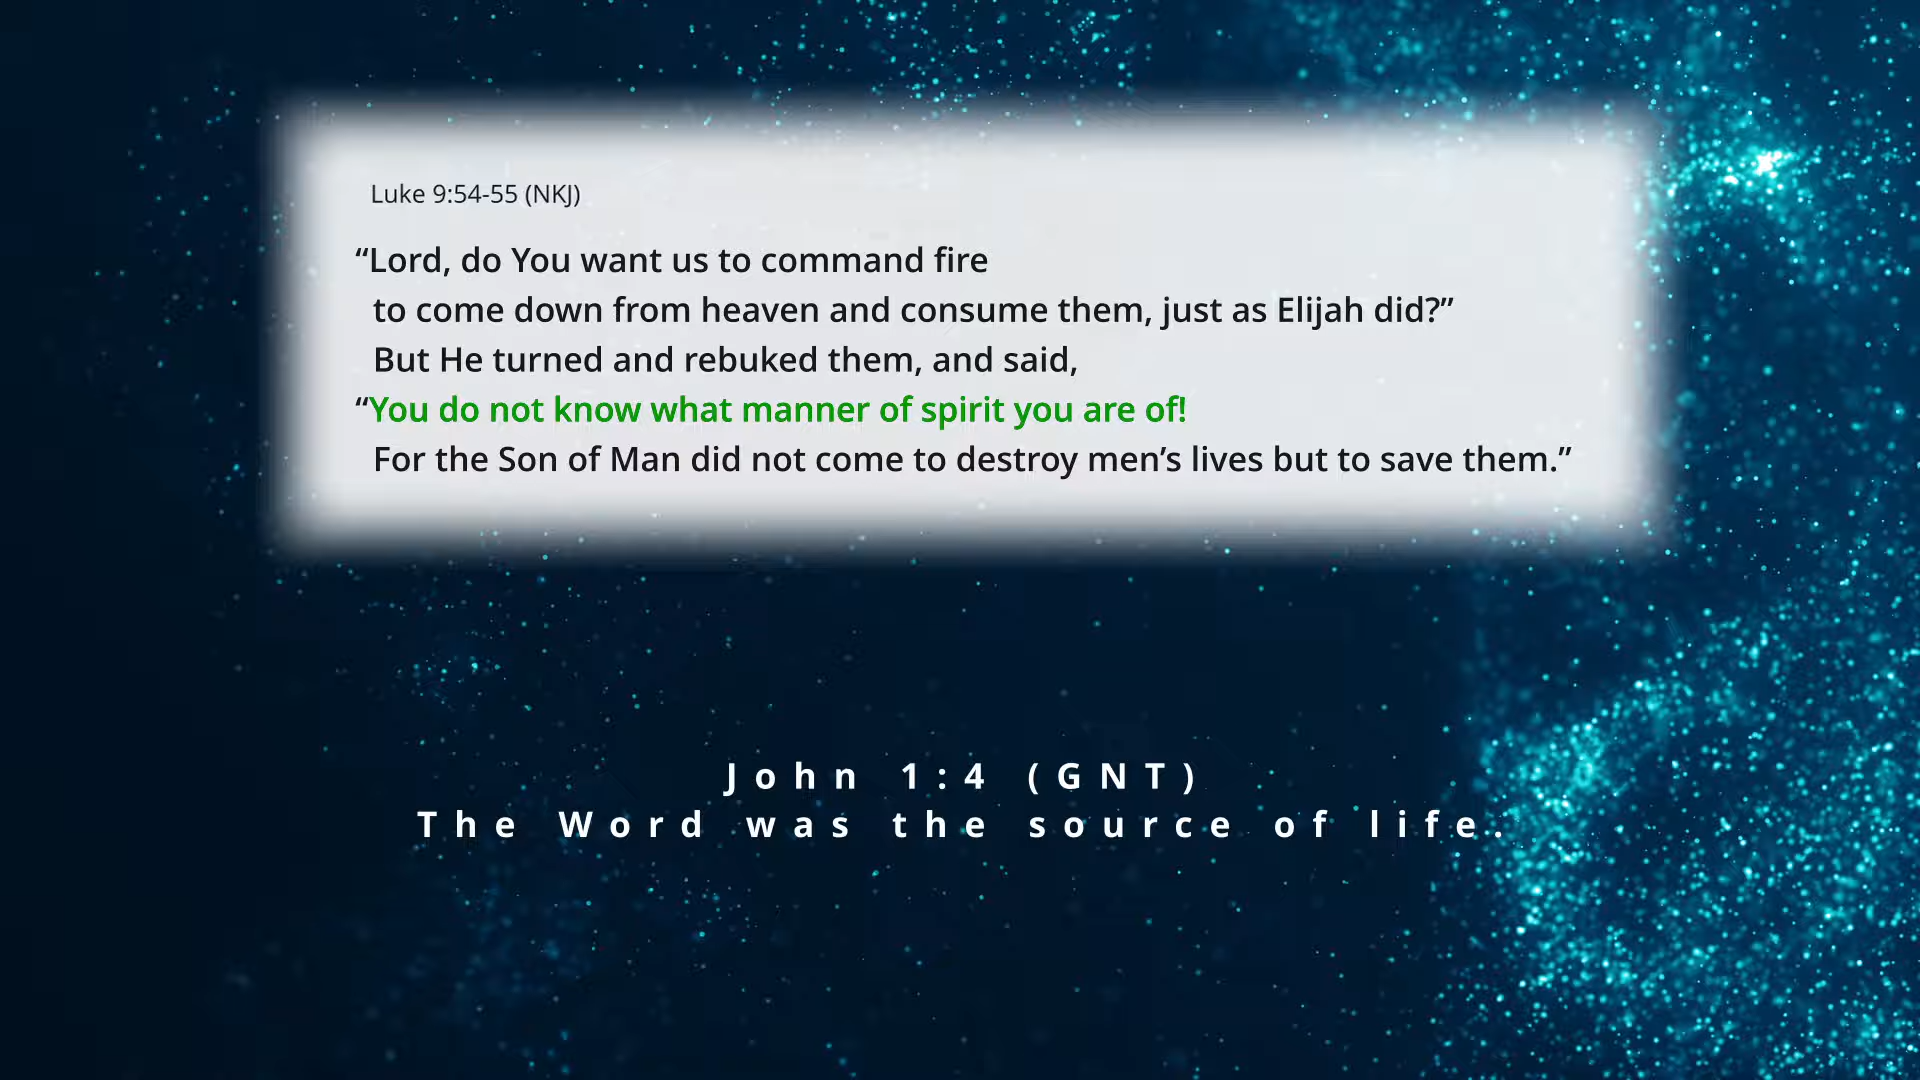 Luke 9:54-55 (NKJ)
“Lord, do You want us to command fire
to come down from heaven and consume them, just as Elijah did?”
But He turned and rebuked them, and said,
“You do not know what manner of spirit you are of!
For the Son of Man did not come to destroy men’s lives but to save them.”
John 1:4 (GNT)
The Word was the source of life.